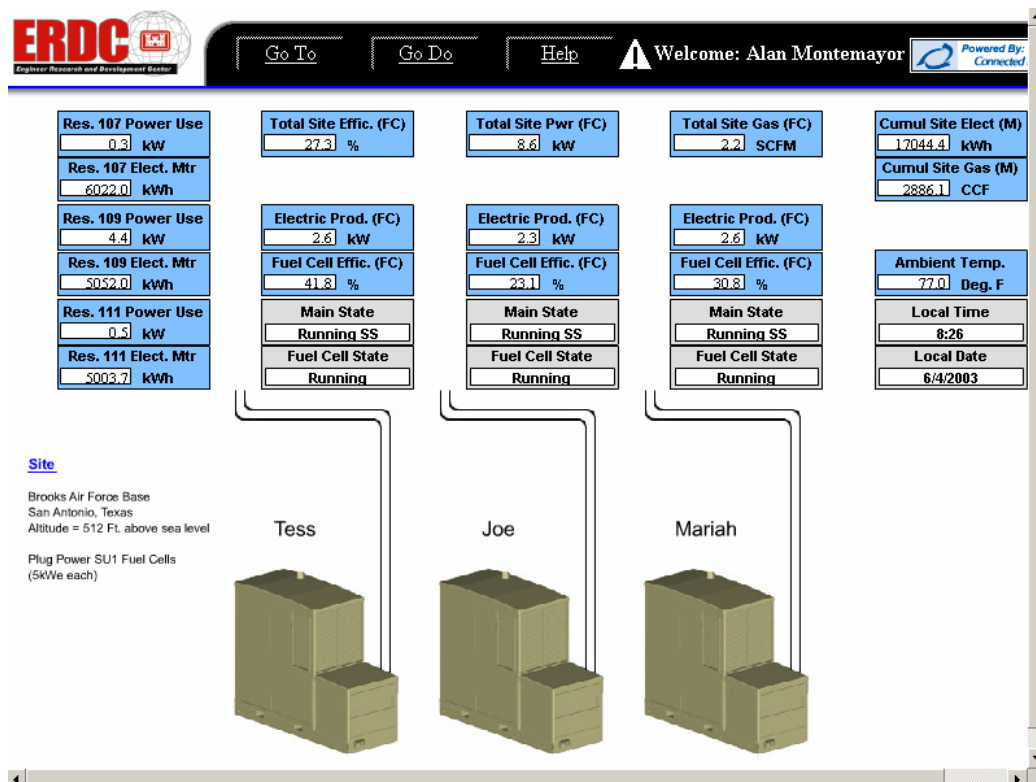 ERDC
Engineer Research and Development Center
Go To
Go Do
Help
Welcome: Alan Montemayor
Powered By:
Connected
Res. 107 Power Use
0.3 kW
Res. 107 Elect. Mtr
6022.0 kWh
Res. 109 Power Use
4.4 kW
Res. 109 Elect. Mtr
5052.0 kWh
Res. 111 Power Use
0.5 kW
Res. 111 Elect. Mtr
5003.7 kWh
Total Site Effic. (FC)
27.3 %
Electric Prod. (FC)
2.6 kW
Fuel Cell Effic. (FC)
41.8 %
Main State
Running SS
Fuel Cell State
Running
Total Site Pwr (FC)
8.6 kW
Electric Prod. (FC)
2.3 kW
Fuel Cell Effic. (FC)
23.1 %
Main State
Running SS
Fuel Cell State
Running
Total Site Gas (FC)
2.2 SCFM
Electric Prod. (FC)
2.6 kW
Fuel Cell Effic. (FC)
30.8 %
Main State
Running SS
Fuel Cell State
Running
Cumul Site Elect (M)
17044.4 kWh
Cumul Site Gas (M)
2886.1 CCF
Ambient Temp.
77.0 Deg. F
Local Time
8:26
Local Date
6/4/2003
Site
Brooks Air Force Base
San Antonio, Texas
Altitude = 512 Ft. above sea level
Plug Power SU1 Fuel Cells
(5kWe each)
Tess
Joe
Mariah